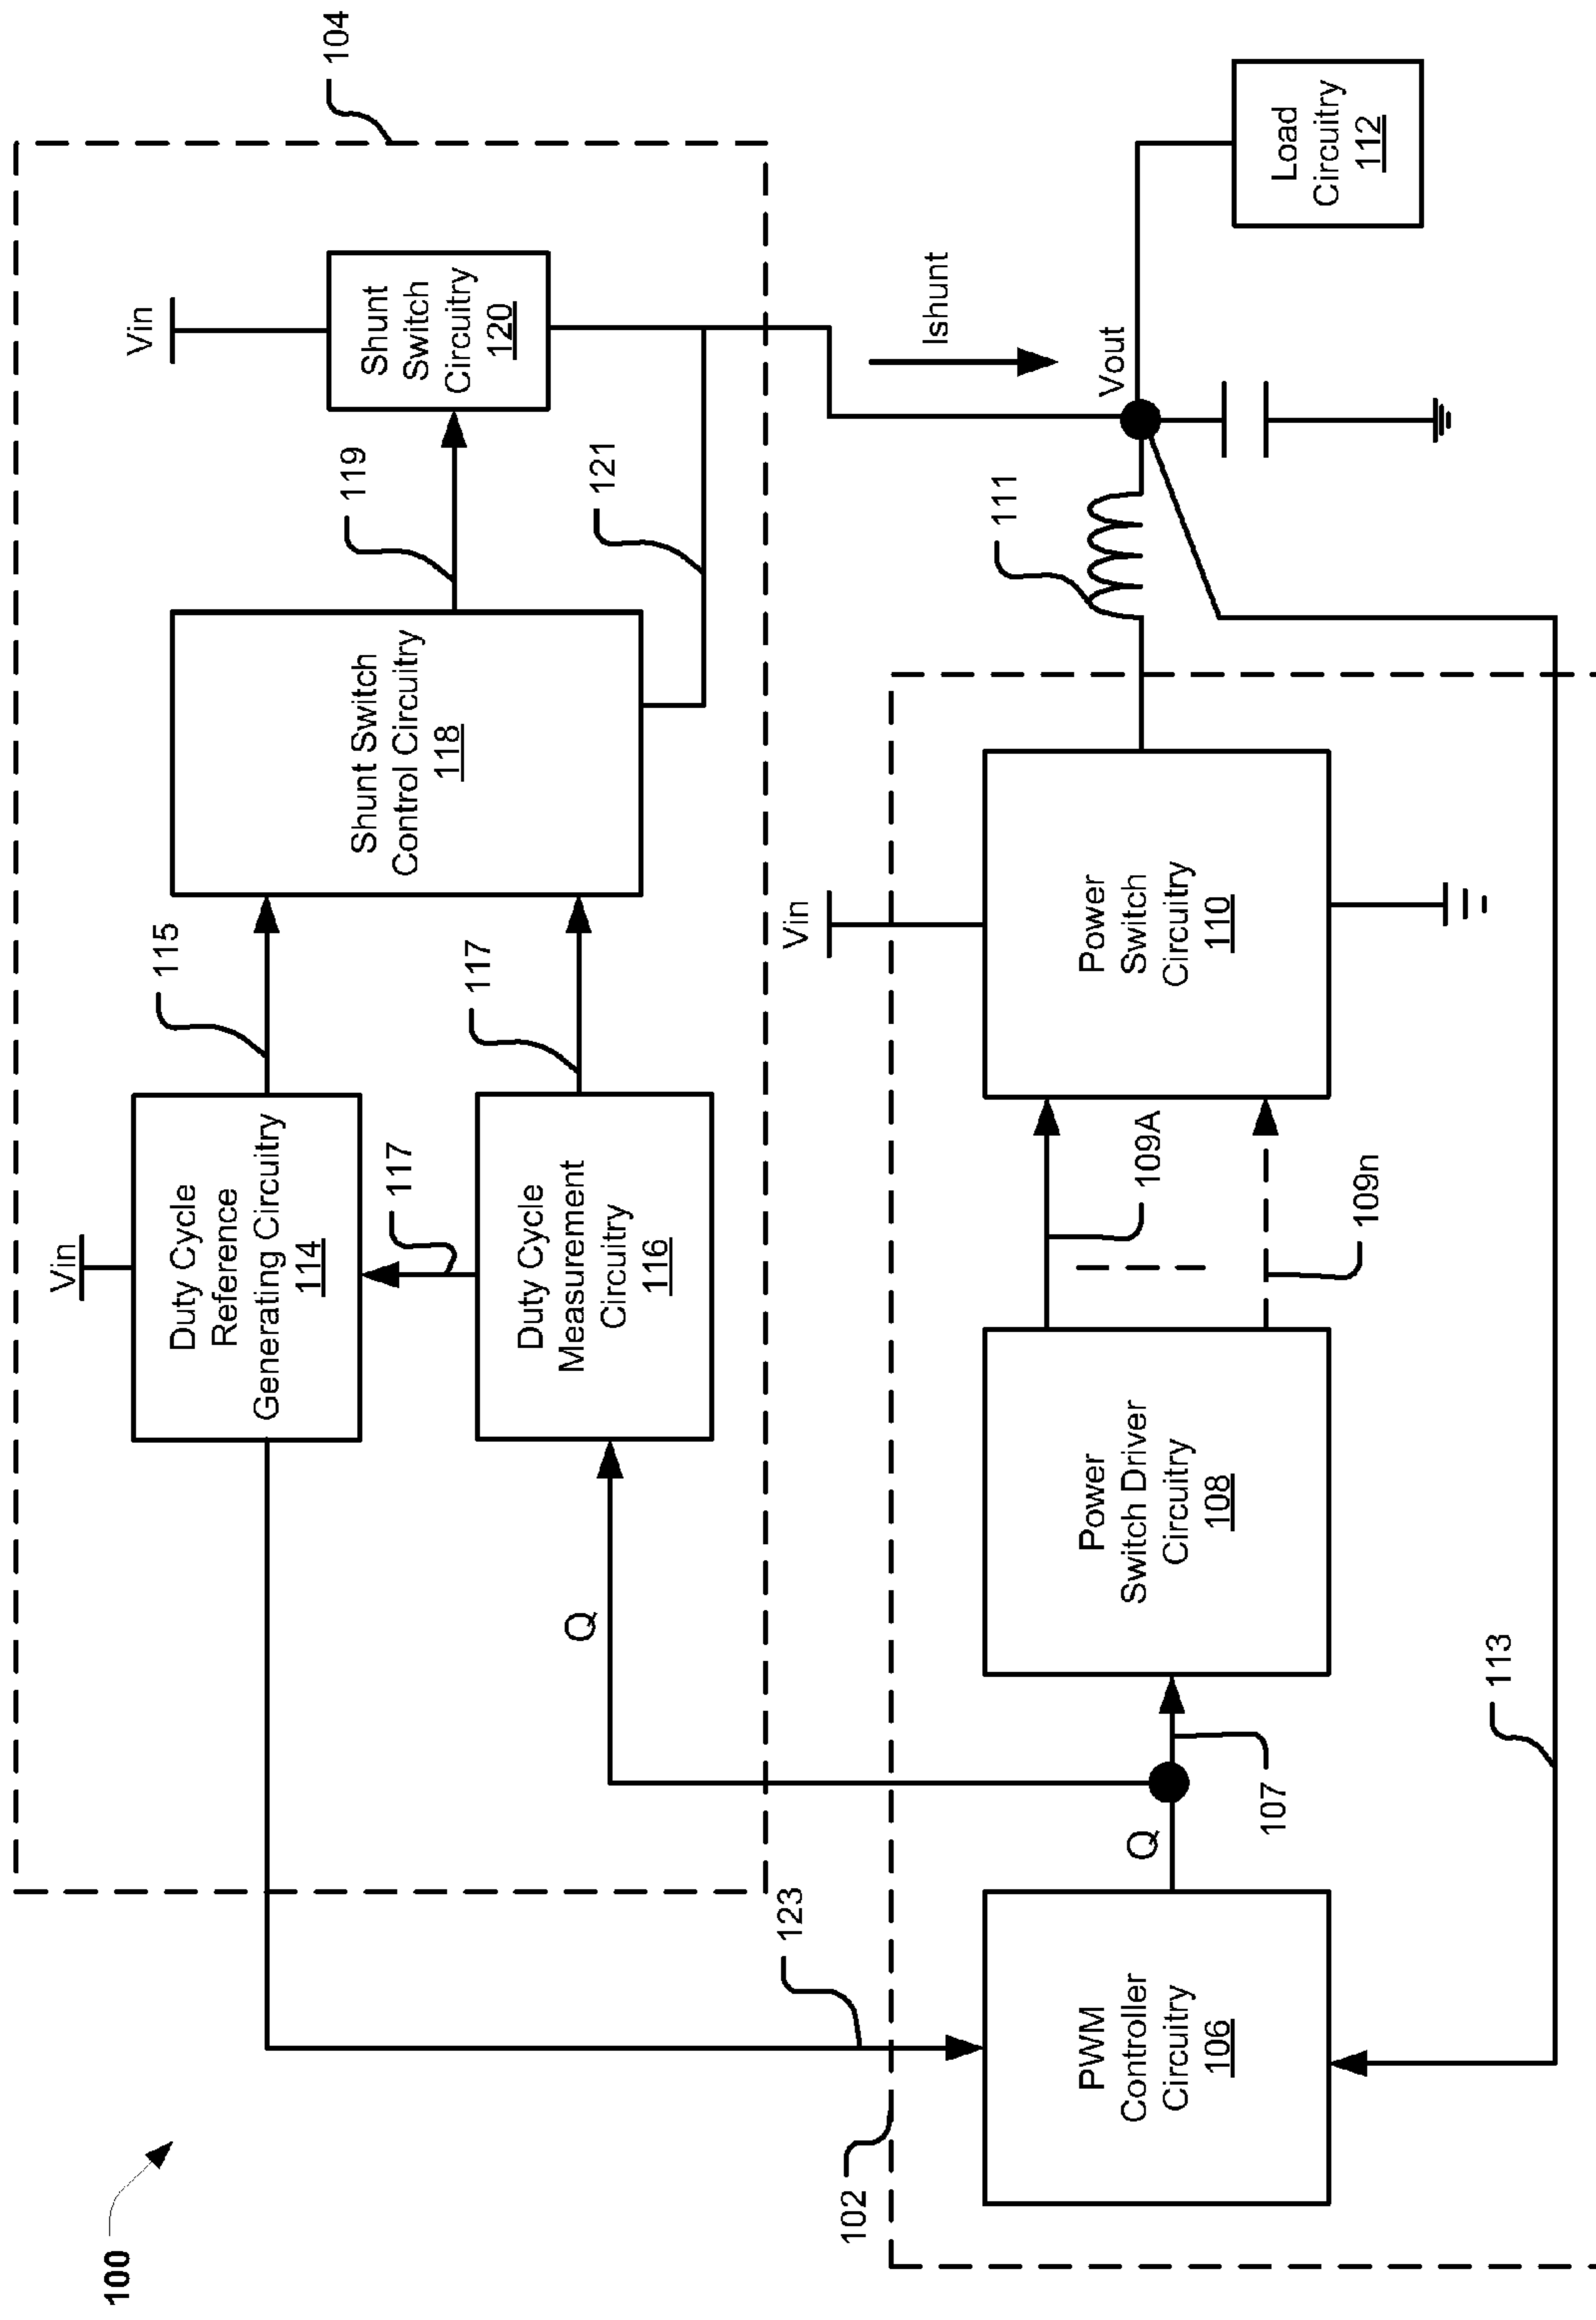 100
104
Vin
Duty Cycle
Reference
Generating Circuitry
114
115
Shunt Switch
Control Circuitry
118
119
Vin
Shunt
Switch
Circuitry
120
117
Duty Cycle
Measurement
Circuitry
116
117
121
Q
123
102
PWM
Controller
Circuitry
106
Q
107
Power
Switch Driver
Circuitry
108
109A
109n
Vin
Power
Switch
Circuitry
110
111
Ishunt
Vout
Load
Circuitry
112
113